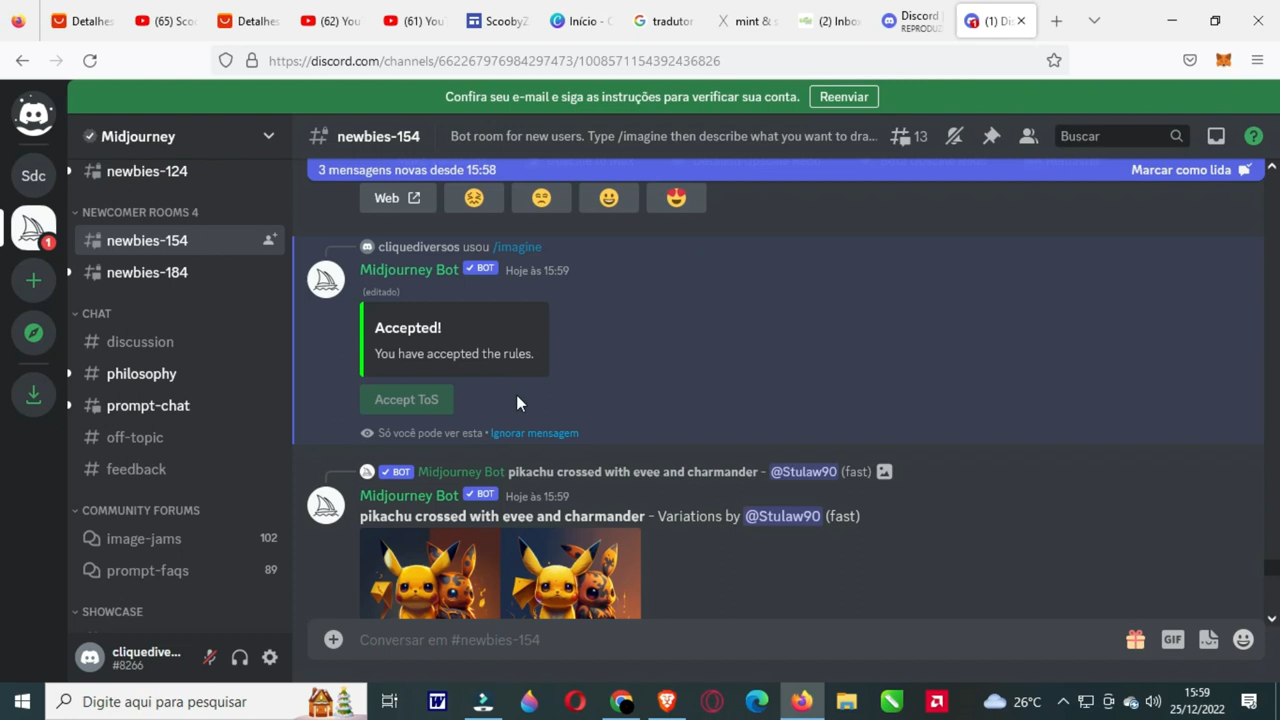 Detalhes
(65) Scoo
Detalhes
(62) You
(61) You
ScoobyZ
Início - C
tradutor
mint & s
(2) Inbo
Discord
REPRODUZ
(1) Di
https://discord.com/channels/662267976984297473/1008571154392436826
Confira seu e-mail e siga as instruções para verificar sua conta.
Reenviar
Midjourney
newbies-154
Bot room for new users. Type /imagine then describe what you want to dra...
13
Buscar
3 mensagens novas desde 15:58
Marcar como lida
Sdc
1
newbies-124
NEWCOMER ROOMS 4
newbies-154
newbies-184
CHAT
discussion
philosophy
prompt-chat
off-topic
feedback
COMMUNITY FORUMS
image-jams 102
prompt-faqs 89
SHOWCASE
cliquedive...
#8266
Web
cliquediversos usou /imagine
Midjourney Bot BOT Hoje às 15:59
(editado)
Accepted!
You have accepted the rules.
Accept ToS
Só você pode ver esta • Ignorar mensagem
BOT Midjourney Bot pikachu crossed with evee and charmander - @Stulaw90 (fast)
Midjourney Bot BOT Hoje às 15:59
pikachu crossed with evee and charmander - Variations by @Stulaw90 (fast)
Conversar em #newbies-154
GIF
Digite aqui para pesquisar
W
26°C
15:59
25/12/2022